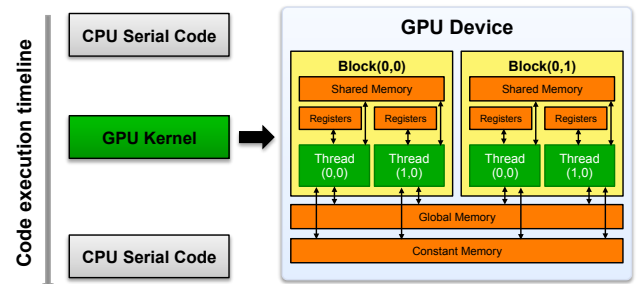 Code execution timeline
CPU Serial Code
GPU Kernel
CPU Serial Code
GPU Device
Block(0,0)
Shared Memory
Registers
Registers
Thread
(0,0)
Thread
(1,0)
Block(0,1)
Shared Memory
Registers
Registers
Thread
(0,0)
Thread
(1,0)
Global Memory
Constant Memory